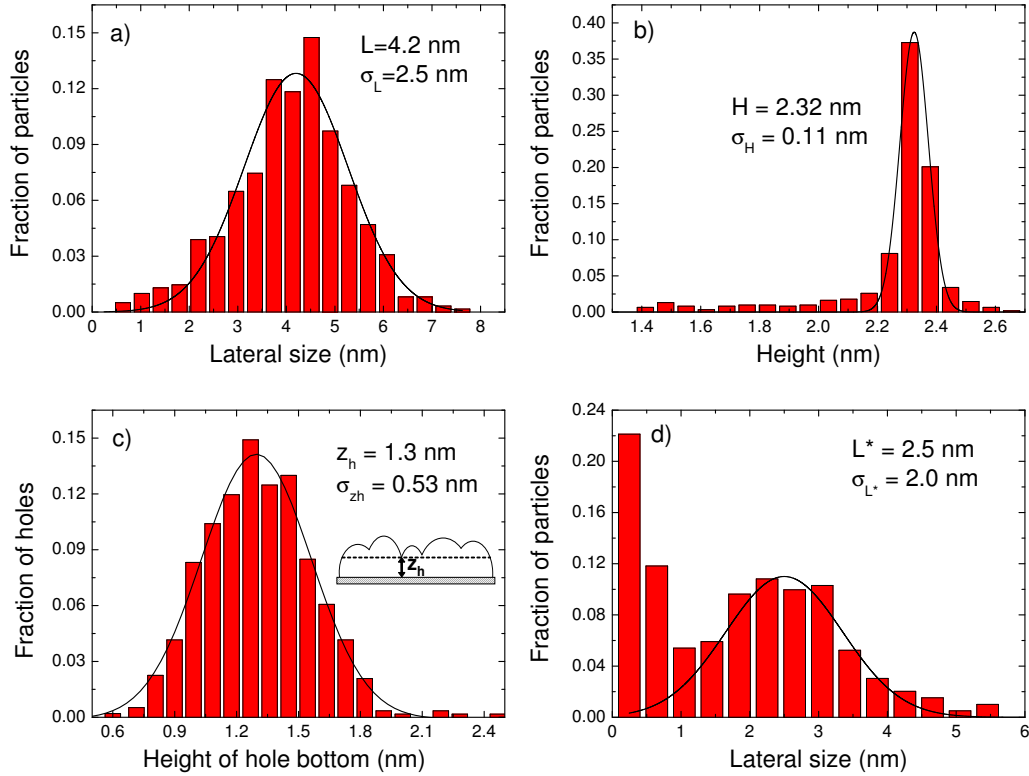 a)
L=4.2 nm
σL=2.5 nm
Fraction of particles
0.15
0.12
0.09
0.06
0.03
0.00
0 1 2 3 4 5 6 7 8
Lateral size (nm)
b)
H = 2.32 nm
σH = 0.11 nm
Fraction of particles
0.40
0.35
0.30
0.25
0.20
0.15
0.10
0.05
0.00
1.4 1.6 1.8 2.0 2.2 2.4 2.6
Height (nm)
c)
zh = 1.3 nm
σzh = 0.53 nm
zh
Fraction of holes
0.15
0.12
0.09
0.06
0.03
0.00
0.6 0.9 1.2 1.5 1.8 2.1 2.4
Height of hole bottom (nm)
d)
L* = 2.5 nm
σL* = 2.0 nm
Fraction of particles
0.24
0.20
0.16
0.12
0.08
0.04
0.00
0 1 2 3 4 5 6
Lateral size (nm)